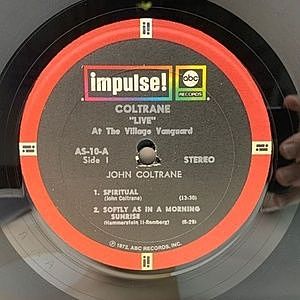 impulse! abc
RECORDS
COLTRANE
"LIVE"
At The Village Vanguard
AS-10-A
Side 1 STEREO
JOHN COLTRANE
1. SPIRITUAL
(John Coltrane) (13-30)
2. SOFTLY AS IN A MORNING
SUNRISE
(Hammerstein II-Romberg) (6-29)
© 1972, ABC RECORDS, INC.